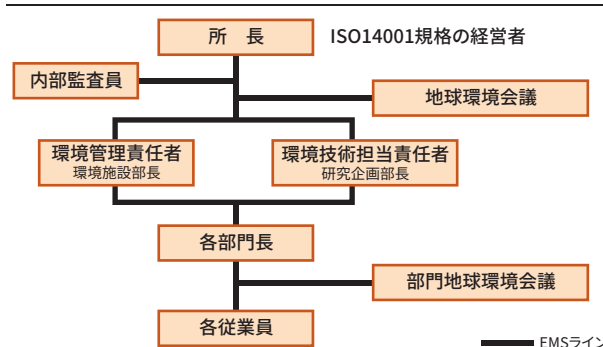 所　長
ISO14001規格の経営者
内部監査員
地球環境会議
環境管理責任者
環境施設部長
環境技術担当責任者
研究企画部長
各部門長
部門地球環境会議
各従業員
EMSライン